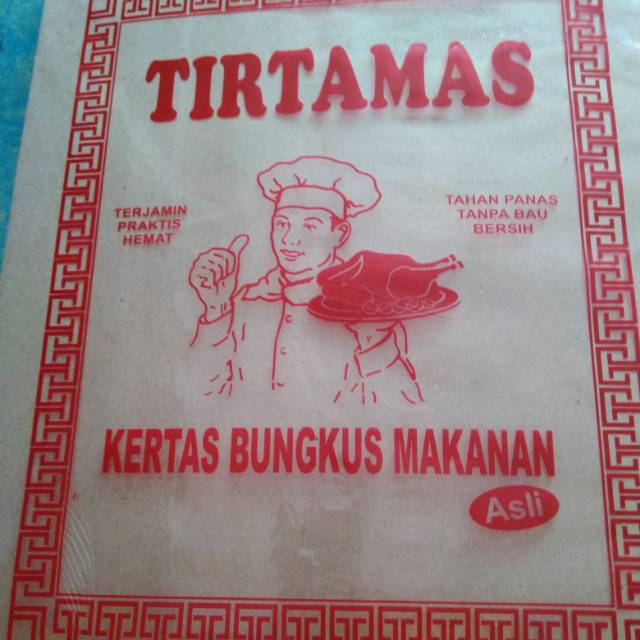 TIRTAMAS
TERJAMIN
PRAKTIS
HEMAT
TAHAN PANAS
TANPA BAU
BERSIH
KERTAS BUNGKUS MAKANAN
Asli